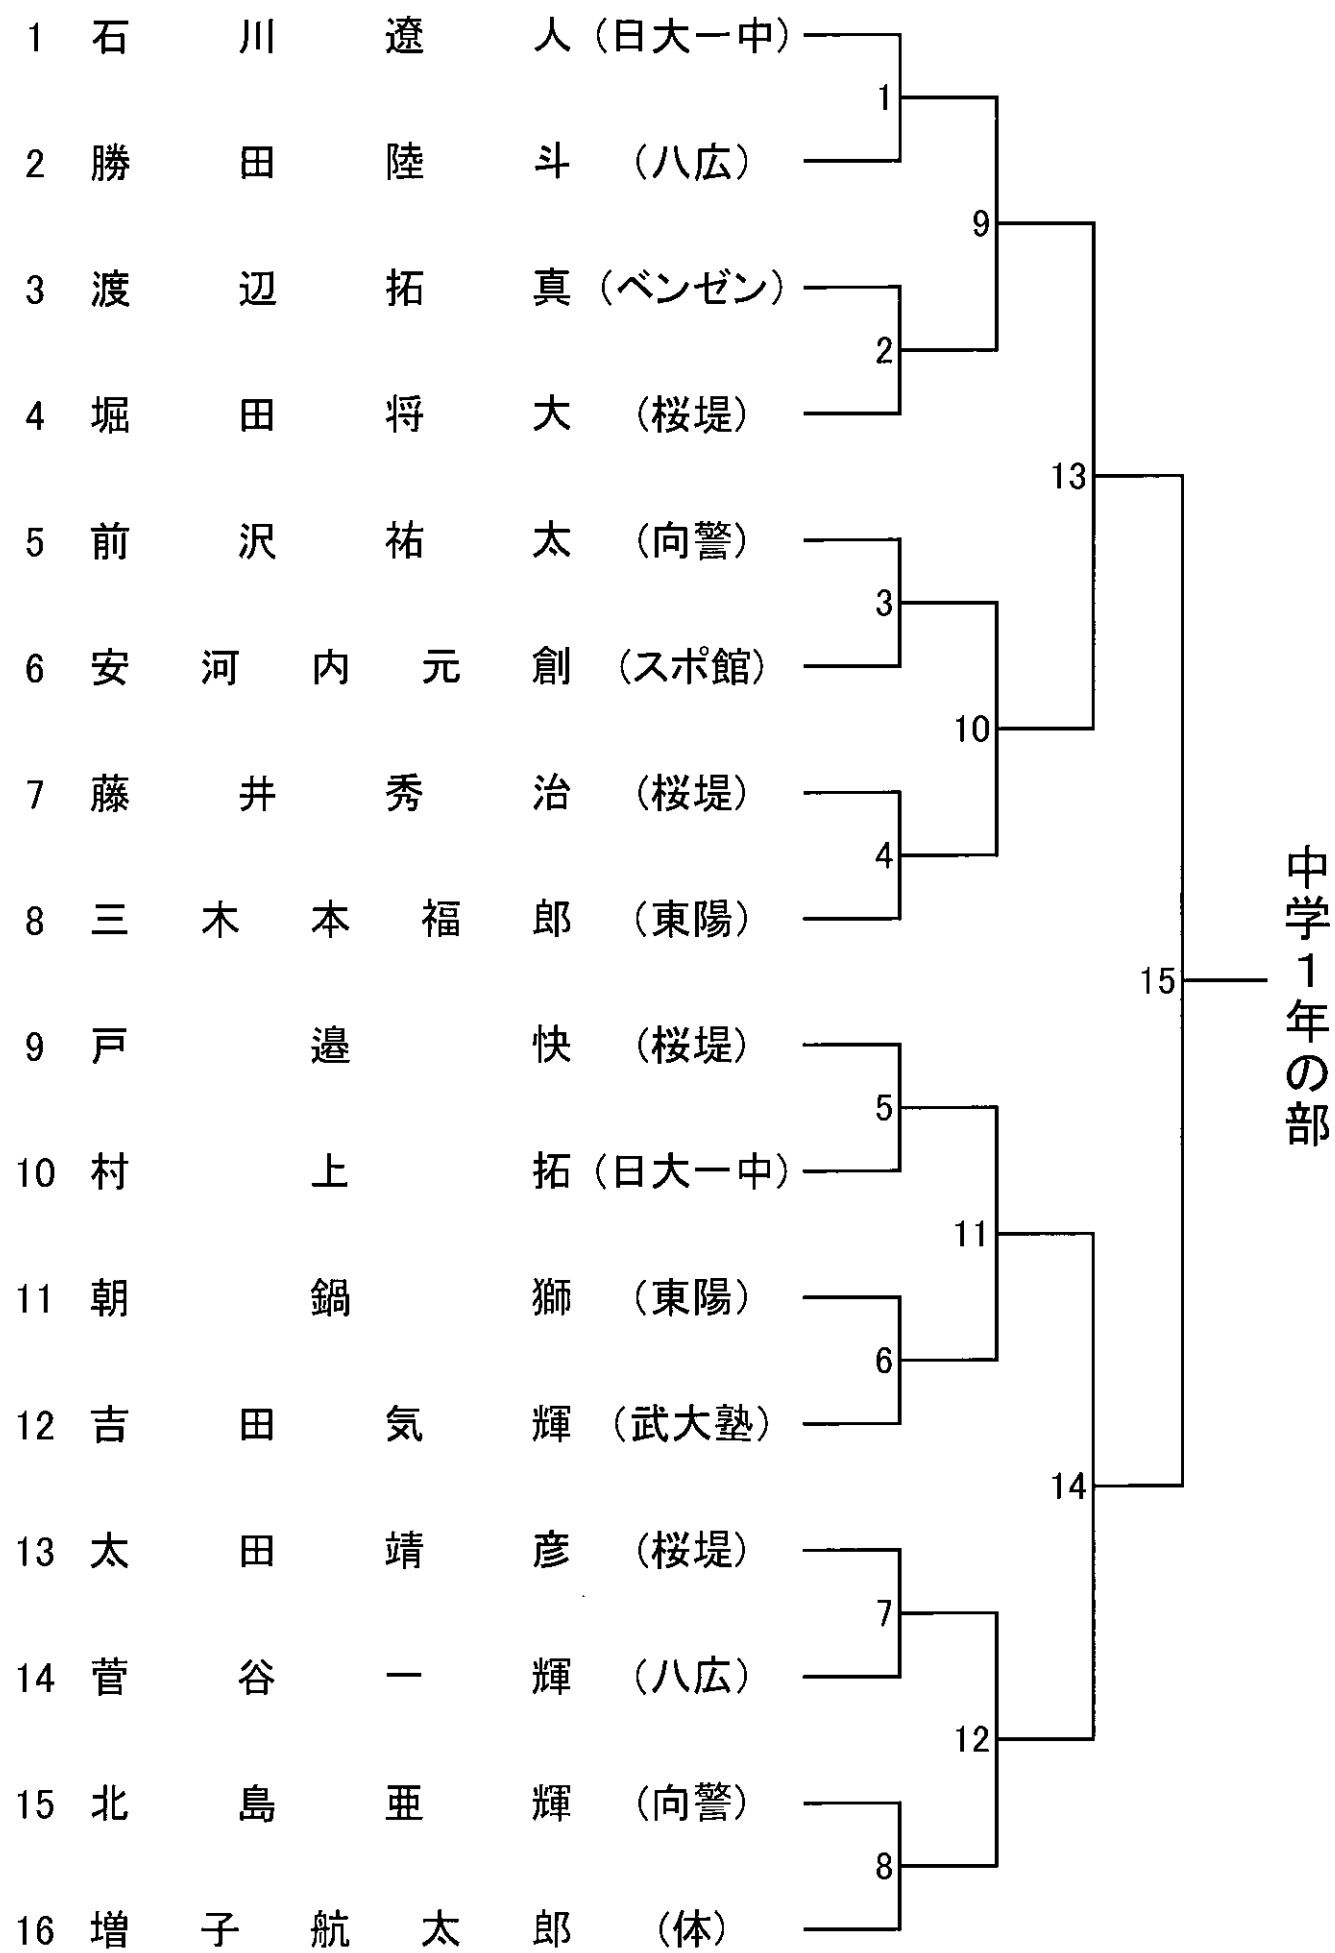 1 石川遼人(日大一中)
1
2 勝田陸斗(八広)
9
3 渡辺拓真(ベンゼン)
2
4 堀田将大(桜堤)
13
5 前沢祐太(向警)
3
6 安河内元創(スポ館)
10
7 藤井秀治(桜堤)
4
8 三木本福郎(東陽)
15
中学1年の部
9 戸邉快(桜堤)
5
10 村上拓(日大一中)
11
11 朝鍋獅(東陽)
6
12 吉田気輝(武大塾)
14
13 太田靖彦(桜堤)
7
14 菅谷一輝(八広)
12
15 北島亜輝(向警)
8
16 増子航太郎(体)